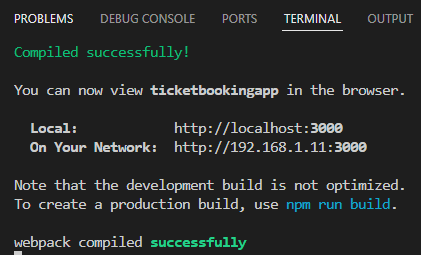 PROBLEMS DEBUG CONSOLE PORTS TERMINAL OUTPUT
Compiled successfully!
You can now view ticketbookingapp in the browser.
Local: http://localhost:3000
On Your Network: http://192.168.1.11:3000
Note that the development build is not optimized.
To create a production build, use npm run build.
webpack compiled successfully